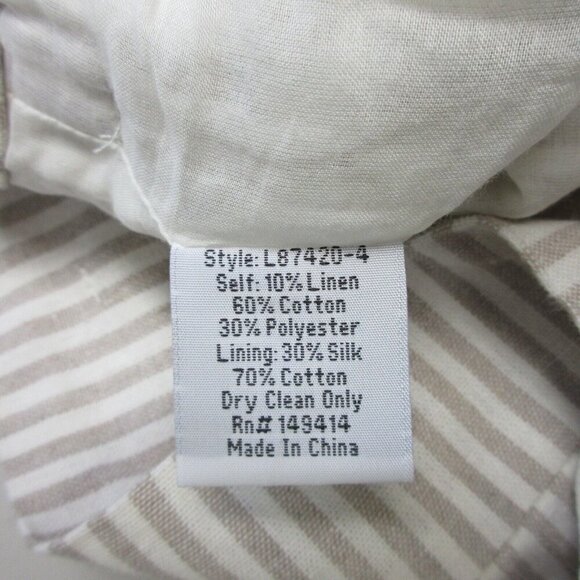 Style: L87420-4
Self: 10% Linen
60% Cotton
30% Polyester
Lining: 30% Silk
70% Cotton
Dry Clean Only
Rn# 149414
Made In China